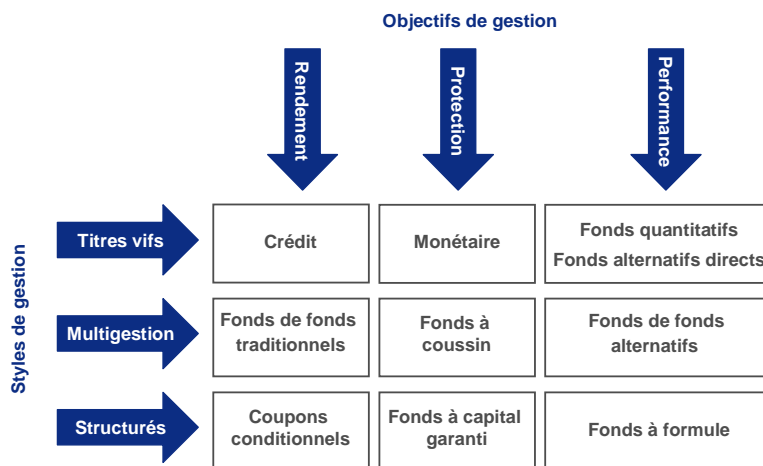 Objectifs de gestion
Rendement
Protection
Performance
Styles de gestion
Titres vifs
Crédit
Monétaire
Fonds quantitatifs
Fonds alternatifs directs
Multigestion
Fonds de fonds
traditionnels
Fonds à
coussin
Fonds de fonds
alternatifs
Structurés
Coupons
conditionnels
Fonds à capital
garanti
Fonds à formule